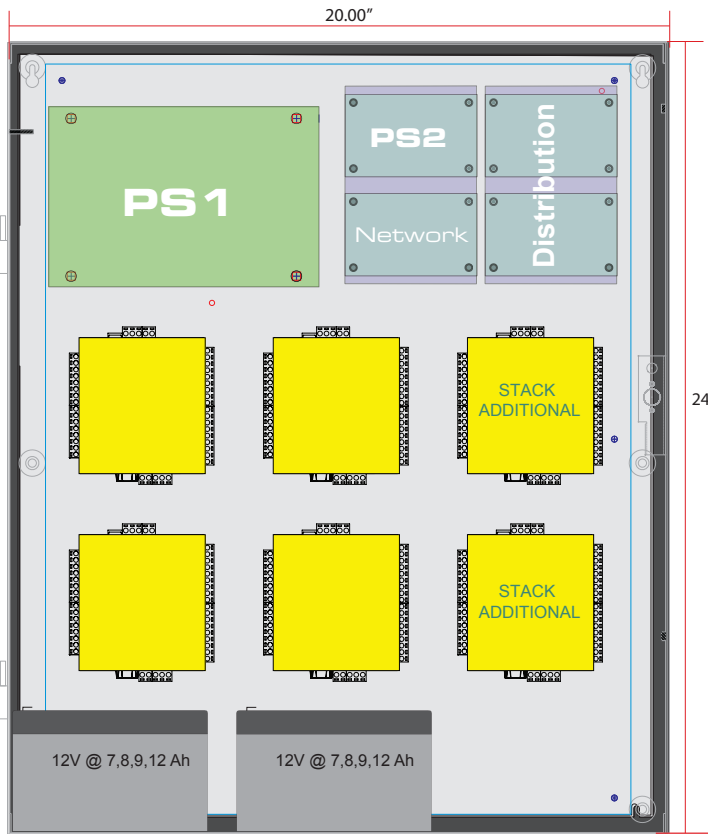 20.00”
PS1
PS2
Distribution
Network
24
STACK
ADDITIONAL
STACK
ADDITIONAL
12V @ 7,8,9,12 Ah
12V @ 7,8,9,12 Ah